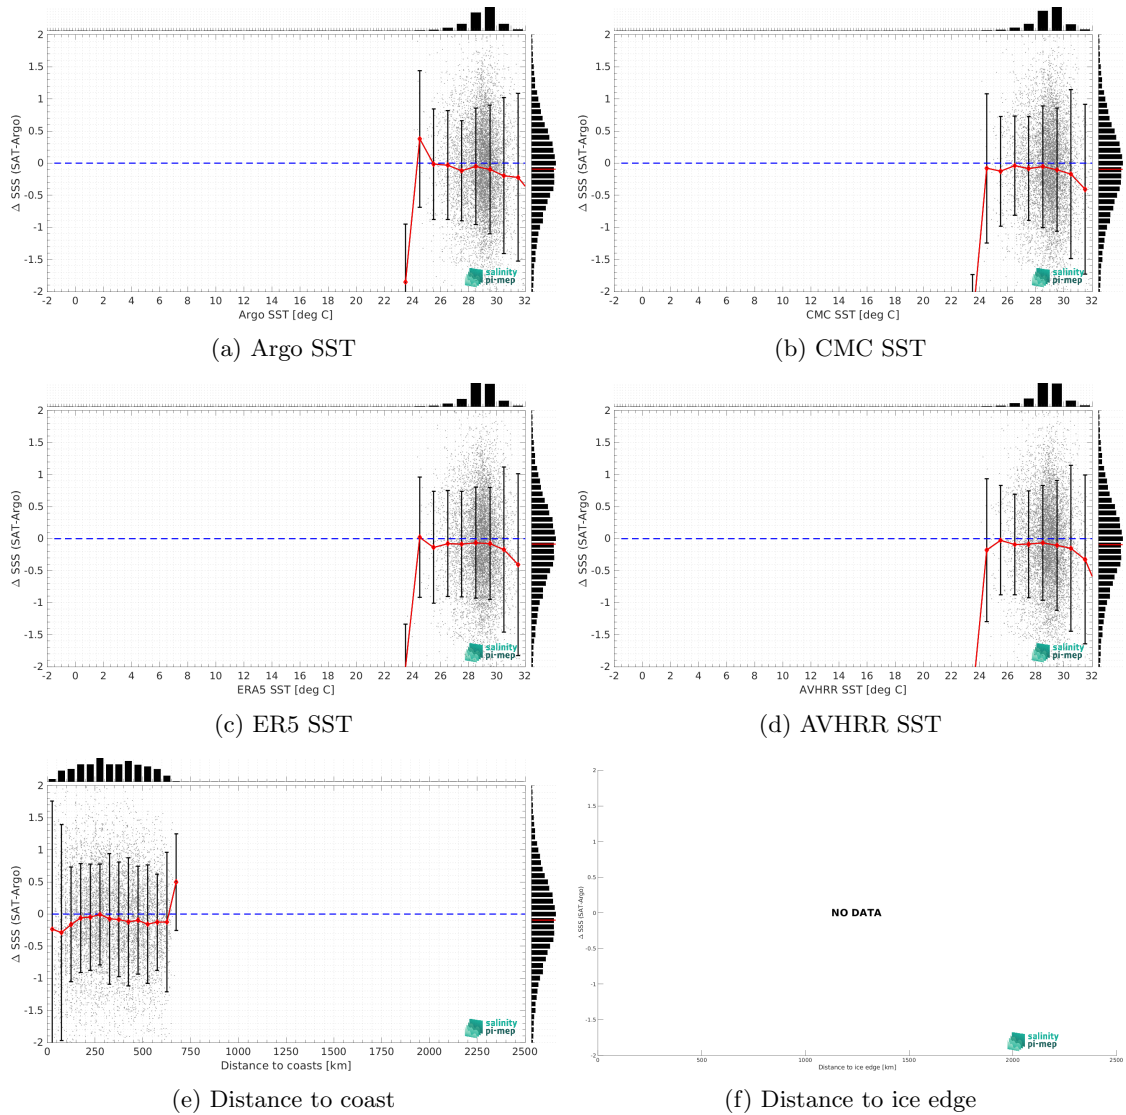 2
1.5
1
0.5
0
-0.5
-1
-1.5
-2
Δ SSS (SAT-Argo)
-2 0 2 4 6 8 10 12 14 16 18 20 22 24 26 28 30 32
Argo SST [deg C]
salinity
pi-mep
(a) Argo SST
2
1.5
1
0.5
0
-0.5
-1
-1.5
-2
Δ SSS (SAT-Argo)
-2 0 2 4 6 8 10 12 14 16 18 20 22 24 26 28 30 32
CMC SST [deg C]
salinity
pi-mep
(b) CMC SST
2
1.5
1
0.5
0
-0.5
-1
-1.5
-2
Δ SSS (SAT-Argo)
-2 0 2 4 6 8 10 12 14 16 18 20 22 24 26 28 30 32
ERA5 SST [deg C]
salinity
pi-mep
(c) ER5 SST
2
1.5
1
0.5
0
-0.5
-1
-1.5
-2
Δ SSS (SAT-Argo)
-2 0 2 4 6 8 10 12 14 16 18 20 22 24 26 28 30 32
AVHRR SST [deg C]
salinity
pi-mep
(d) AVHRR SST
2
1.5
1
0.5
0
-0.5
-1
-1.5
-2
Δ SSS (SAT-Argo)
0 250 500 750 1000 1250 1500 1750 2000 2250 2500
Distance to coasts [km]
salinity
pi-mep
(e) Distance to coast
2
1.5
1
0.5
0
-0.5
-1
-1.5
-2
Δ SSS (SAT-Argo)
NO DATA
0 500 1000 1500 2000 2500
Distance to ice edge [km]
salinity
pi-mep
(f) Distance to ice edge